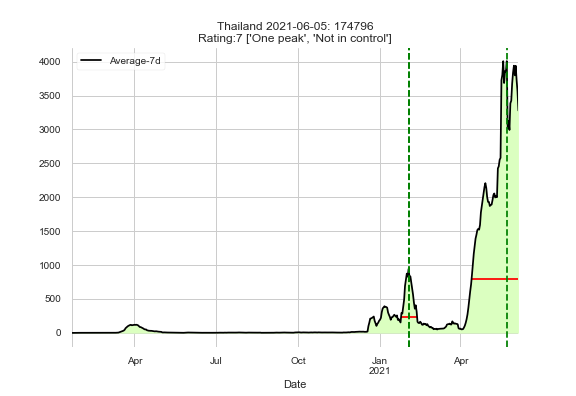 Thailand 2021-06-05: 174796
Rating:7 ['One peak', 'Not in control']
Average-7d
4000
3500
3000
2500
2000
1500
1000
500
0
Apr Jul Oct Jan Apr
2021
Date